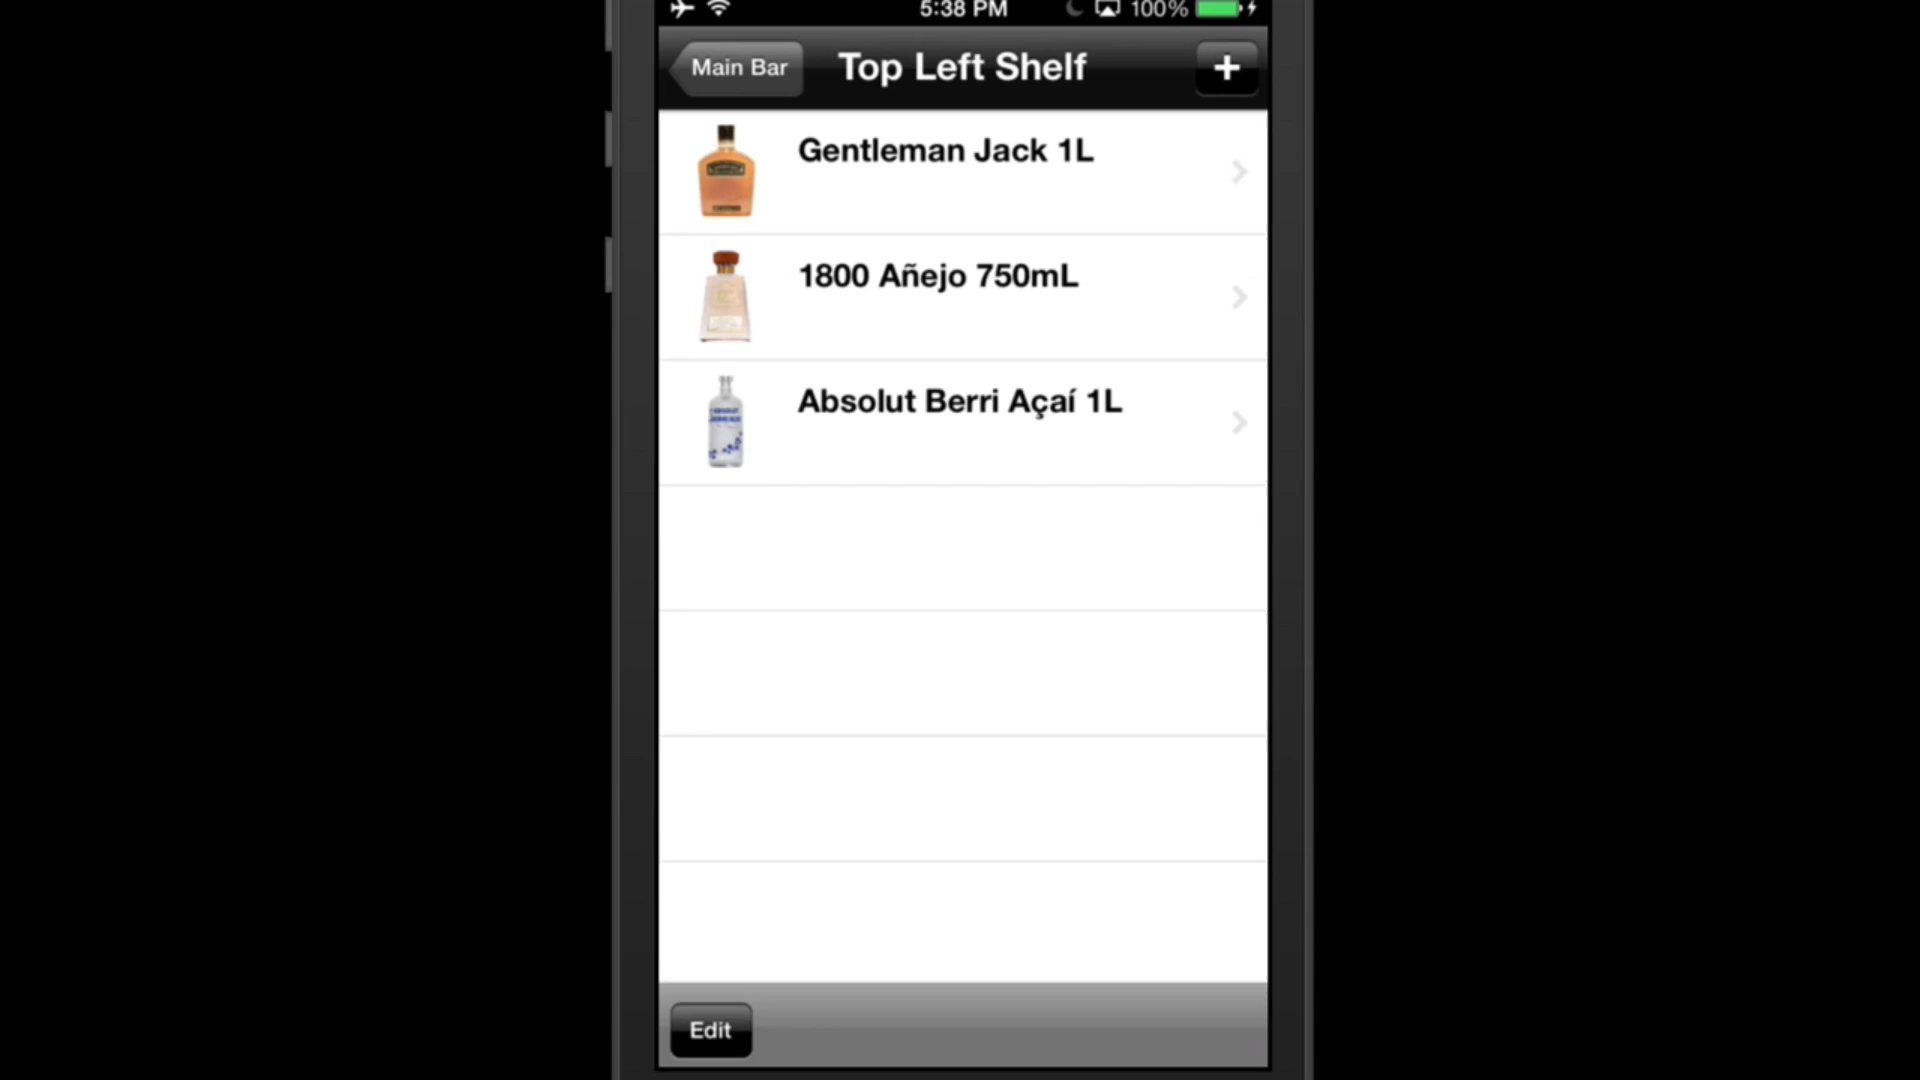 5:38 PM 100%
Main Bar Top Left Shelf +
Gentleman Jack 1L
1800 Añejo 750mL
Absolut Berri Açaí 1L
Edit